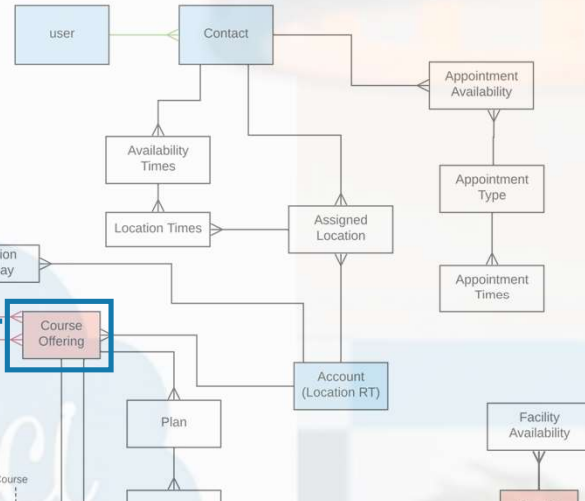 user
Contact
Appointment
Availability
Availability
Times
Appointment
Type
Location Times
Assigned
Location
Appointment
Times
Course
Offering
Account
(Location RT)
Plan
Facility
Availability